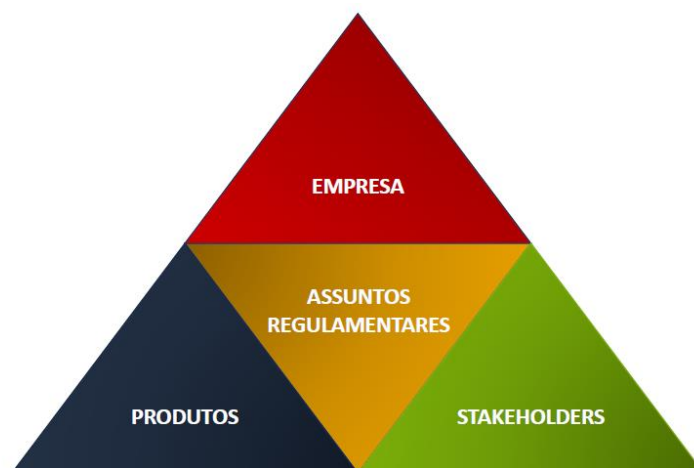 EMPRESA
ASSUNTOS
REGULAMENTARES
PRODUTOS
STAKEHOLDERS